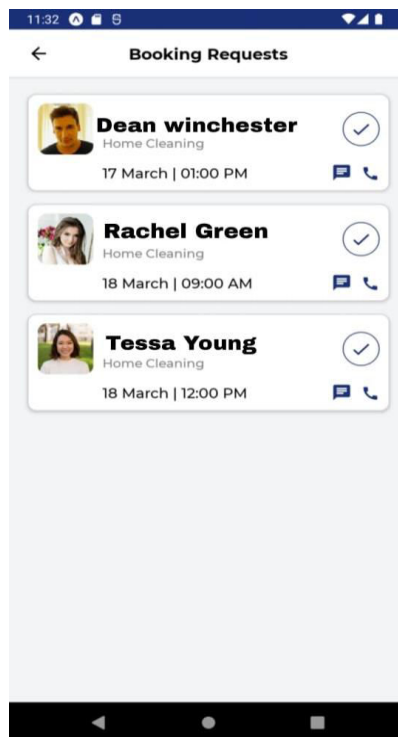 11:32
Booking Requests
Dean winchester
Home Cleaning
17 March | 01:00 PM
Rachel Green
Home Cleaning
18 March | 09:00 AM
Tessa Young
Home Cleaning
18 March | 12:00 PM